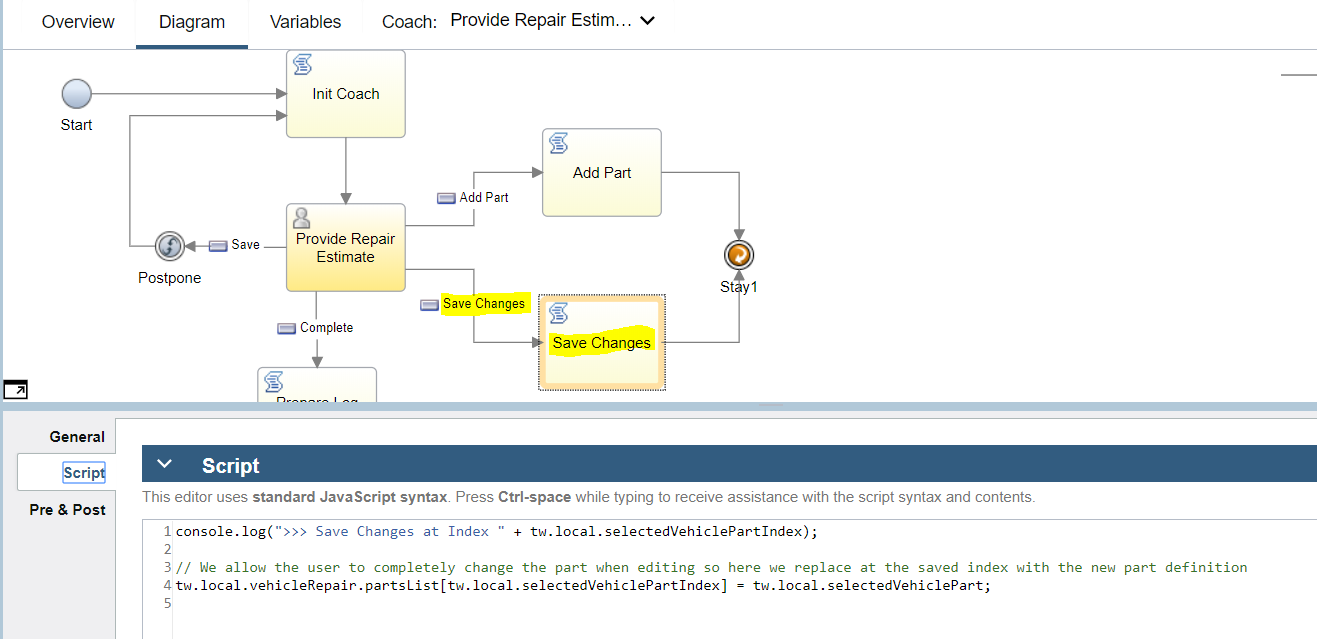 Overview Diagram Variables Coach: Provide Repair Estim…
Init Coach
Start
Add Part
Add Part
Provide Repair
Estimate
Save
Postpone
Stay1
Save Changes
Save Changes
Complete
Prepare Log
General
Script
Pre & Post
Script
This editor uses standard JavaScript syntax. Press Ctrl-space while typing to receive assistance with the script syntax and contents.
1 console.log(">>> Save Changes at Index " + tw.local.selectedVehiclePartIndex);
2
3 // We allow the user to completely change the part when editing so here we replace at the saved index with the new part definition
4 tw.local.vehicleRepair.partsList[tw.local.selectedVehiclePartIndex] = tw.local.selectedVehiclePart;
5